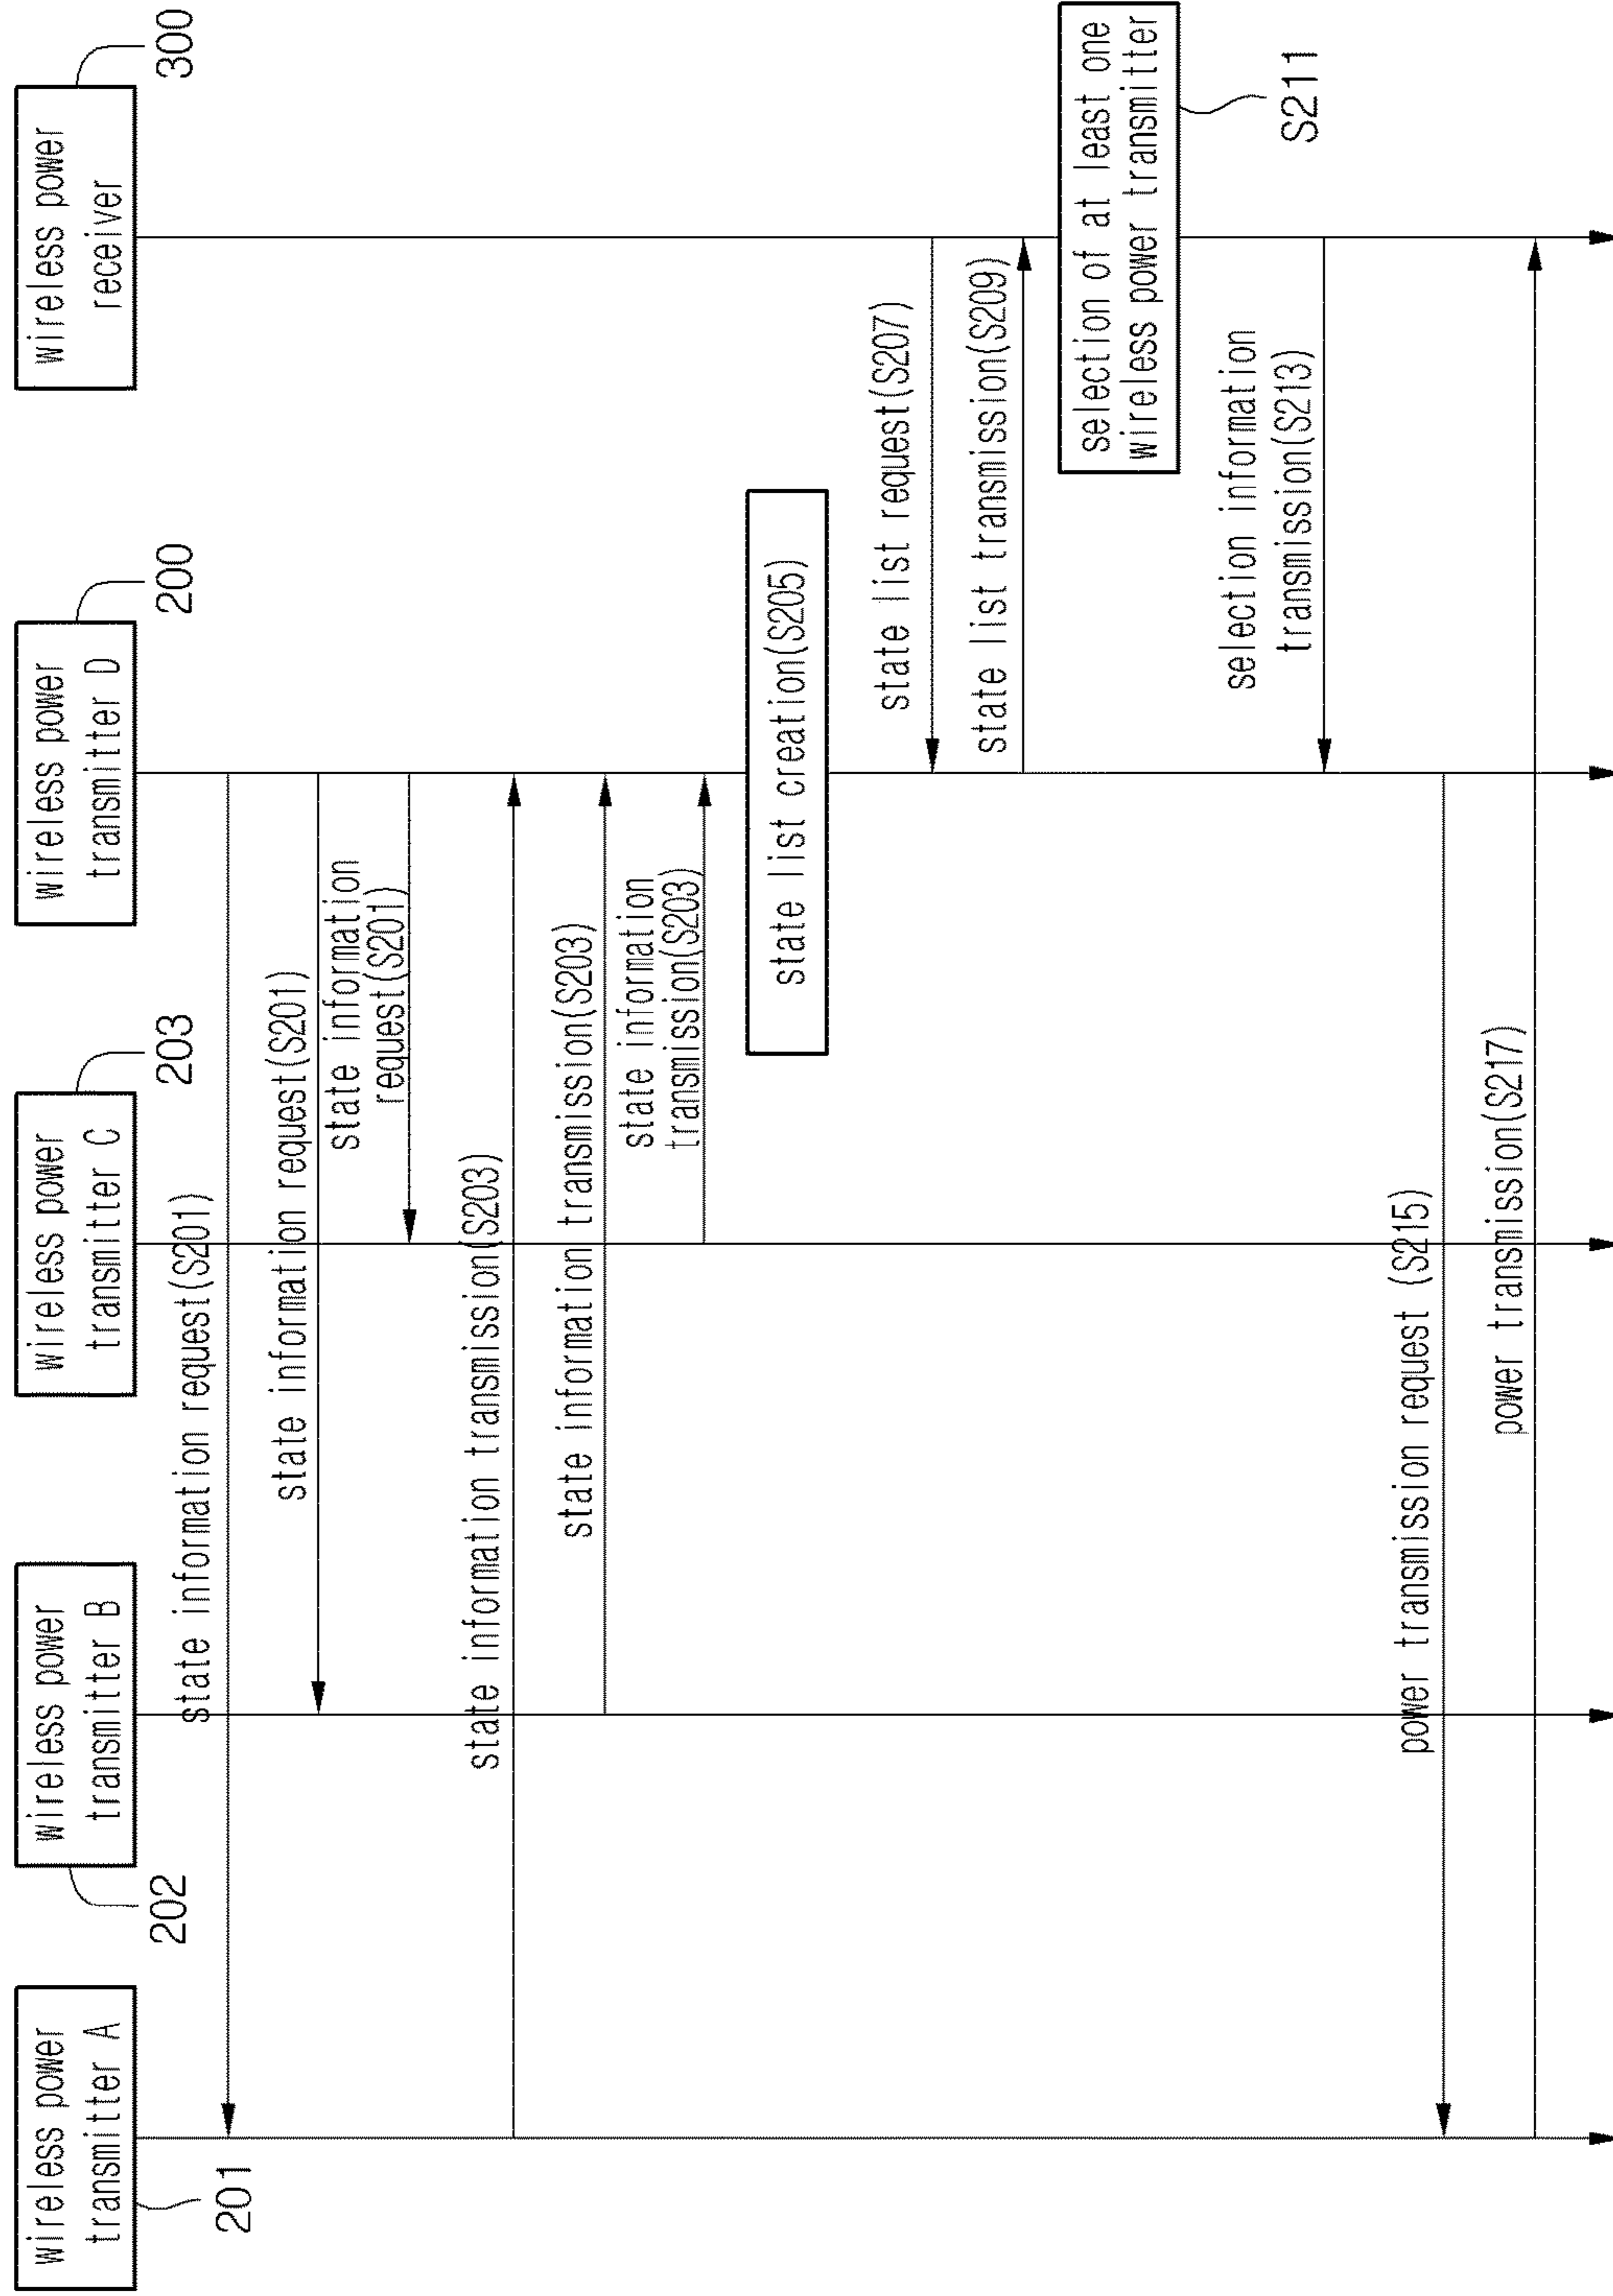 wireless power
transmitter A
201
wireless power
transmitter B
202
wireless power
transmitter C
203
wireless power
transmitter D
200
wireless power
receiver
300
state information request(S201)
state information request(S201)
state information
request(S201)
state information transmission(S203)
state information transmission(S203)
state information
transmission(S203)
state list creation(S205)
state list request(S207)
state list transmission(S209)
selection of at least one
wireless power transmitter
S211
selection information
transmission(S213)
power transmission request (S215)
power transmission(S217)